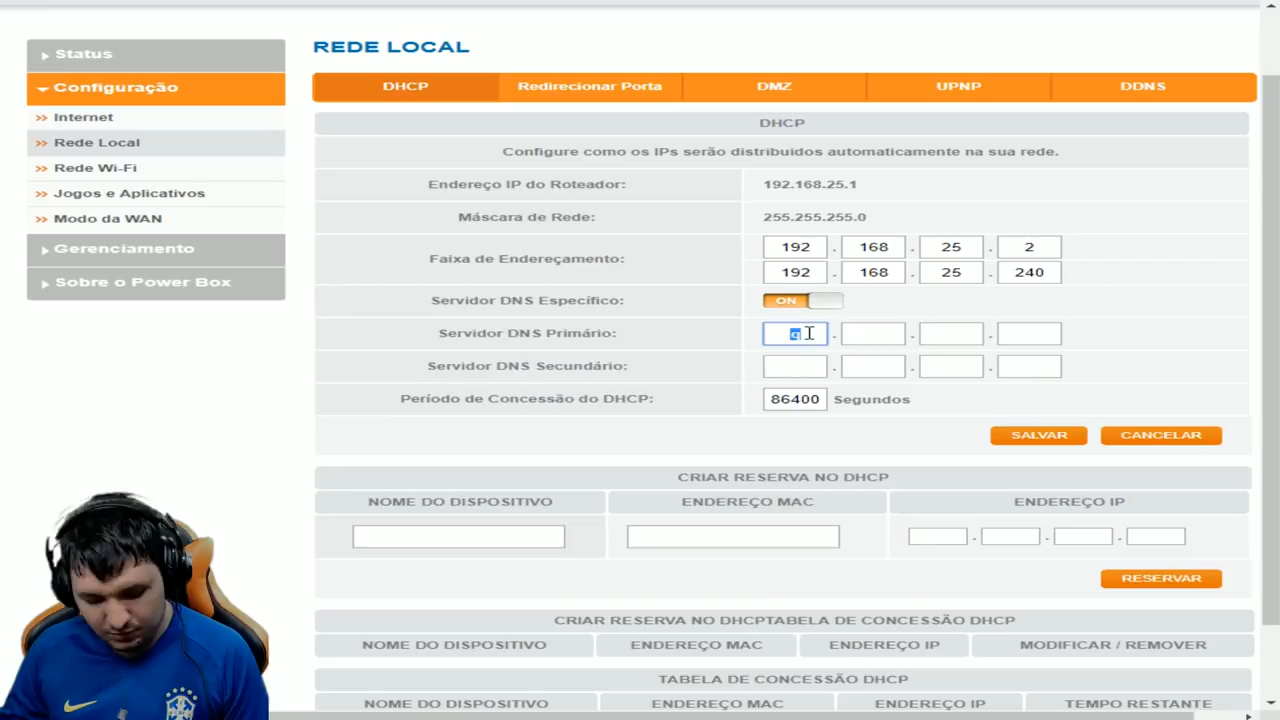 Status
Configuração
Internet
Rede Local
Rede Wi-Fi
Jogos e Aplicativos
Modo da WAN
Gerenciamento
Sobre o Power Box
REDE LOCAL
DHCP Redirecionar Porta DMZ UPNP DDNS
DHCP
Configure como os IPs serão distribuidos automaticamente na sua rede.
Endereço IP do Roteador: 192.168.25.1
Máscara de Rede: 255.255.255.0
Faixa de Endereçamento: 192 . 168 . 25 . 2
192 . 168 . 25 . 240
Servidor DNS Específico: ON
Servidor DNS Primário: q . . .
Servidor DNS Secundário: . . .
Período de Concessão do DHCP: 86400 Segundos
SALVAR CANCELAR
CRIAR RESERVA NO DHCP
NOME DO DISPOSITIVO ENDEREÇO MAC ENDEREÇO IP
. . .
RESERVAR
CRIAR RESERVA NO DHCPTABELA DE CONCESSÃO DHCP
NOME DO DISPOSITIVO ENDEREÇO MAC ENDEREÇO IP MODIFICAR / REMOVER
TABELA DE CONCESSÃO DHCP
NOME DO DISPOSITIVO ENDEREÇO MAC ENDEREÇO IP TEMPO RESTANTE